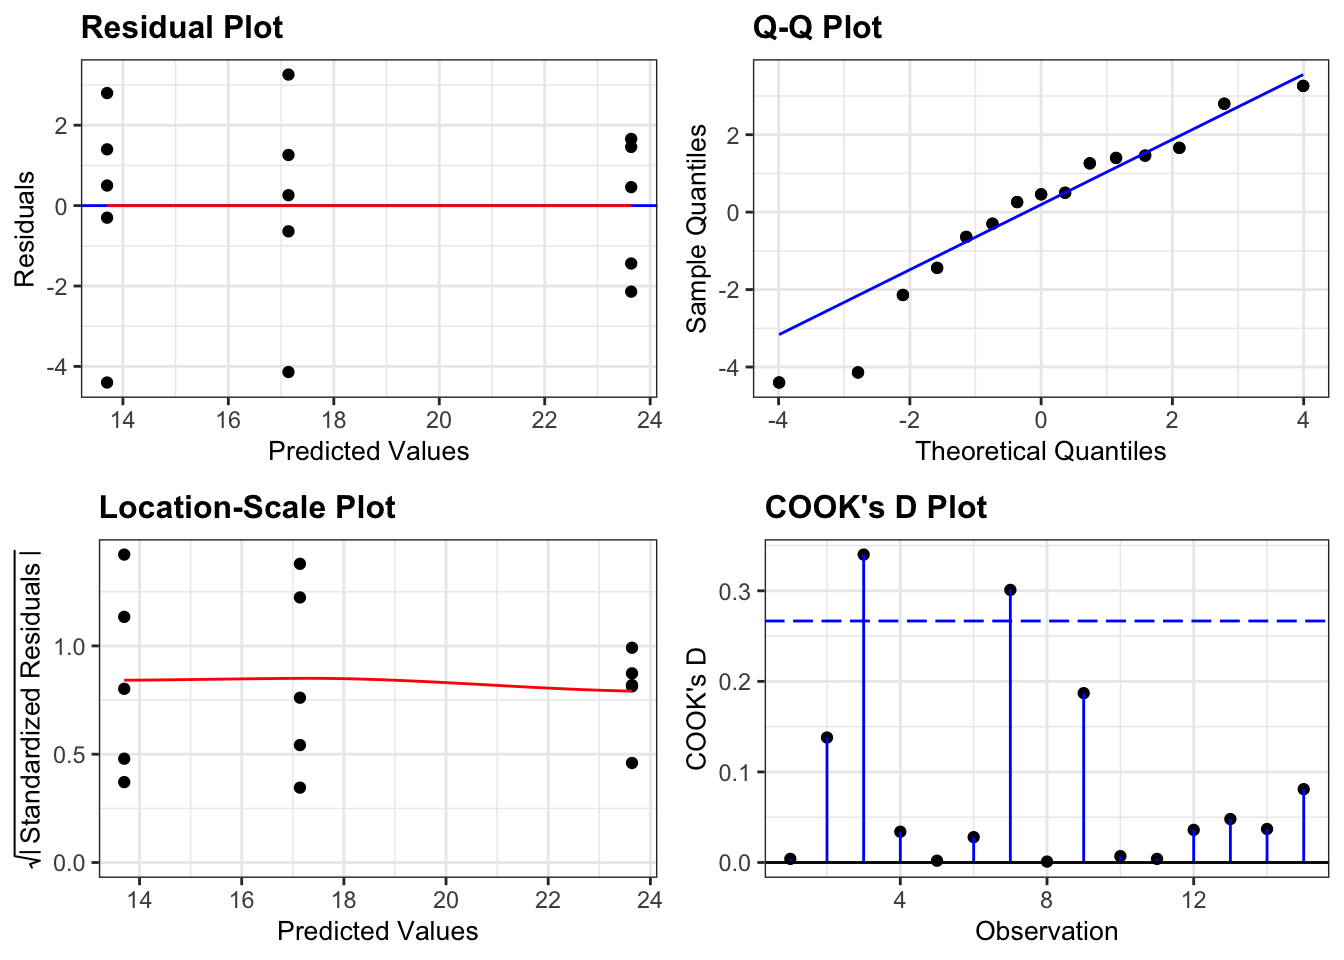 Residual Plot
Residuals
2
0
-2
-4
14 16 18 20 22 24
Predicted Values
Q-Q Plot
Sample Quantiles
2
0
-2
-4
-4 -2 0 2 4
Theoretical Quantiles
Location-Scale Plot
√| Standardized Residuals |
1.0
0.5
0.0
14 16 18 20 22 24
Predicted Values
COOK's D Plot
COOK's D
0.3
0.2
0.1
0.0
4 8 12
Observation